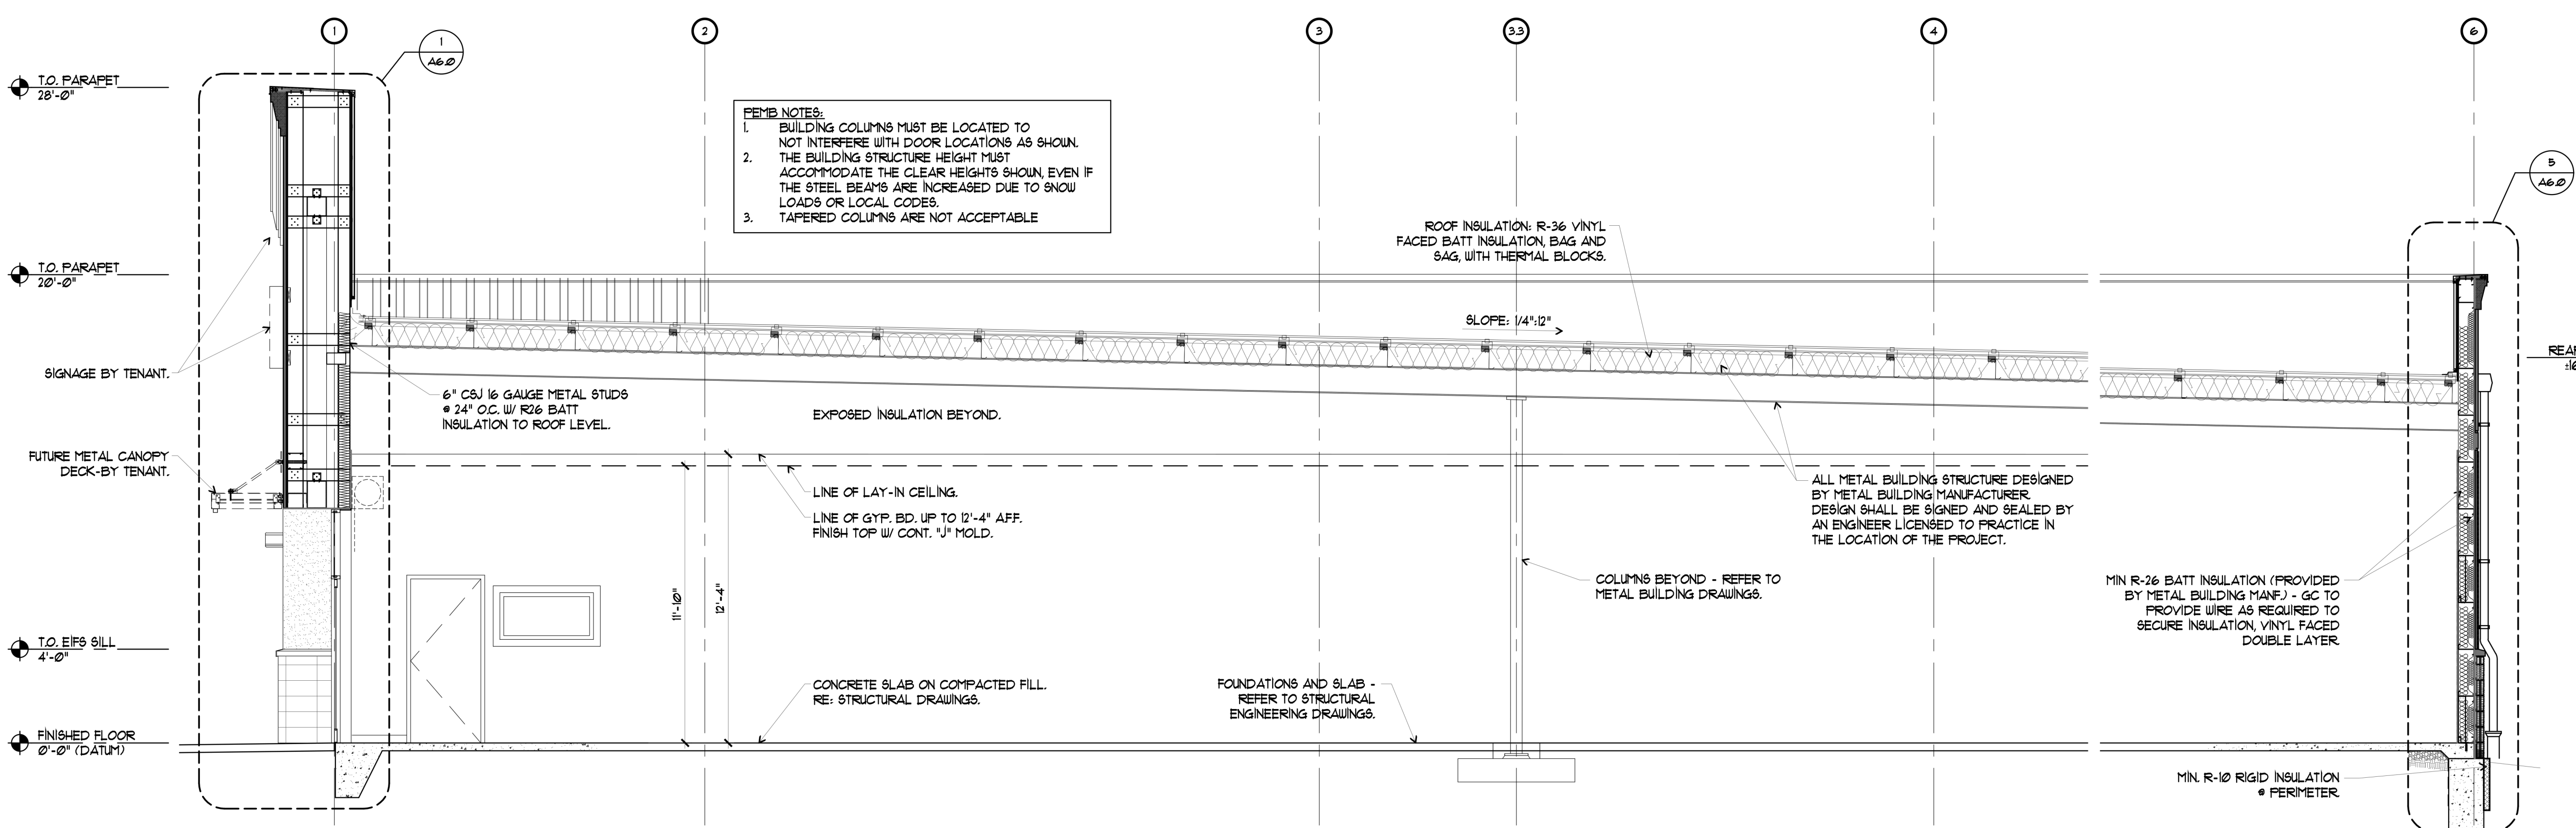 1
2
3
3.3
4
6
1
A6.0
T.O. PARAPET
28'-0"
PEMB NOTES:
1. BUILDING COLUMNS MUST BE LOCATED TO
NOT INTERFERE WITH DOOR LOCATIONS AS SHOWN.
2. THE BUILDING STRUCTURE HEIGHT MUST
ACCOMMODATE THE CLEAR HEIGHTS SHOWN, EVEN IF
THE STEEL BEAMS ARE INCREASED DUE TO SNOW
LOADS OR LOCAL CODES.
3. TAPERED COLUMNS ARE NOT ACCEPTABLE
5
A6.0
ROOF INSULATION: R-36 VINYL
FACED BATT INSULATION, BAG AND
SAG, WITH THERMAL BLOCKS.
T.O. PARAPET
20'-0"
SLOPE: 1/4":12"
SIGNAGE BY TENANT.
6" CSJ 16 GAUGE METAL STUDS
@ 24" O.C. W/ R26 BATT
INSULATION TO ROOF LEVEL.
EXPOSED INSULATION BEYOND.
FUTURE METAL CANOPY
DECK-BY TENANT.
LINE OF LAY-IN CEILING.
LINE OF GYP. BD. UP TO 12'-4" A.F.F.
FINISH TOP W/ CONT. "J" MOLD.
ALL METAL BUILDING STRUCTURE DESIGNED
BY METAL BUILDING MANUFACTURER.
DESIGN SHALL BE SIGNED AND SEALED BY
AN ENGINEER LICENSED TO PRACTICE IN
THE LOCATION OF THE PROJECT.
COLUMNS BEYOND - REFER TO
METAL BUILDING DRAWINGS.
MIN R-26 BATT INSULATION (PROVIDED
BY METAL BUILDING MANF.) - GC TO
PROVIDE WIRE AS REQUIRED TO
SECURE INSULATION, VINYL FACED
DOUBLE LAYER.
11'-10"
12'-4"
T.O. EIFS SILL
4'-0"
CONCRETE SLAB ON COMPACTED FILL.
RE: STRUCTURAL DRAWINGS.
FOUNDATIONS AND SLAB -
REFER TO STRUCTURAL
ENGINEERING DRAWINGS.
FINISHED FLOOR
0'-0" (DATUM)
MIN. R-10 RIGID INSULATION
@ PERIMETER.